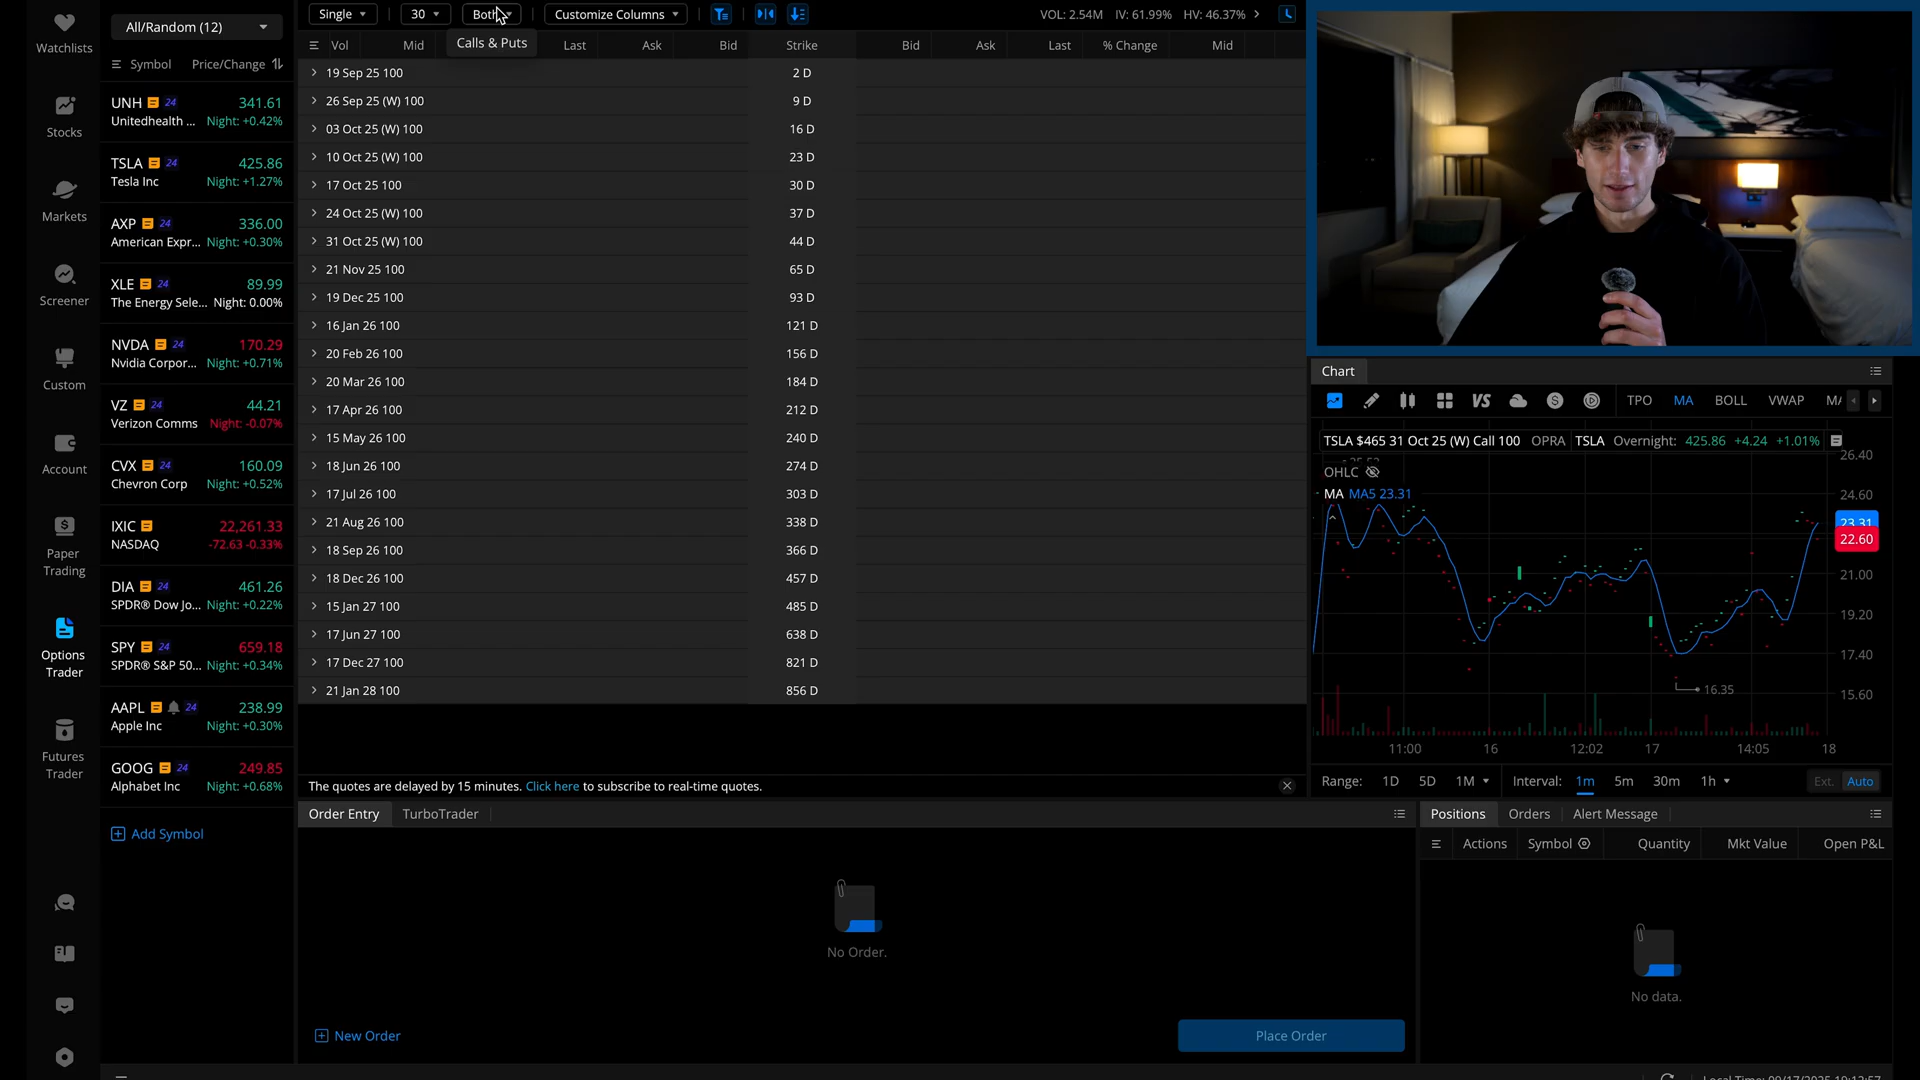 Watchlists
Stocks
Markets
Screener
Custom
Account
Paper
Trading
Options
Trader
Futures
Trader
All/Random (12)
Symbol Price/Change
UNH 24 341.61
Unitedhealth ... Night: +0.42%
TSLA 24 425.86
Tesla Inc Night: +1.27%
AXP 24 336.00
American Expr... Night: +0.30%
XLE 24 89.99
The Energy Sele... Night: 0.00%
NVDA 24 170.29
Nvidia Corpor... Night: +0.71%
VZ 24 44.21
Verizon Comms Night: -0.07%
CVX 24 160.09
Chevron Corp Night: +0.52%
IXIC 22,261.33
NASDAQ -72.63 -0.33%
DIA 24 461.26
SPDR® Dow Jo... Night: +0.22%
SPY 24 659.18
SPDR® S&P 50... Night: +0.34%
AAPL 24 238.99
Apple Inc Night: +0.30%
GOOG 24 249.85
Alphabet Inc Night: +0.68%
Add Symbol
Single 30 Both Customize Columns VOL: 2.54M IV: 61.99% HV: 46.37%
Calls & Puts
Vol Mid Last Ask Bid Strike Bid Ask Last % Change Mid
19 Sep 25 100 2 D
26 Sep 25 (W) 100 9 D
03 Oct 25 (W) 100 16 D
10 Oct 25 (W) 100 23 D
17 Oct 25 100 30 D
24 Oct 25 (W) 100 37 D
31 Oct 25 (W) 100 44 D
21 Nov 25 100 65 D
19 Dec 25 100 93 D
16 Jan 26 100 121 D
20 Feb 26 100 156 D
20 Mar 26 100 184 D
17 Apr 26 100 212 D
15 May 26 100 240 D
18 Jun 26 100 274 D
17 Jul 26 100 303 D
21 Aug 26 100 338 D
18 Sep 26 100 366 D
18 Dec 26 100 457 D
15 Jan 27 100 485 D
17 Jun 27 100 638 D
17 Dec 27 100 821 D
21 Jan 28 100 856 D
The quotes are delayed by 15 minutes. Click here to subscribe to real-time quotes.
Order Entry TurboTrader
No Order.
New Order Place Order
Chart
VS TPO MA BOLL VWAP
TSLA $465 31 Oct 25 (W) Call 100 OPRA TSLA Overnight: 425.86 +4.24 +1.01%
26.40
OHLC
MA MA5 23.31
24.60
23.31
22.60
21.00
19.20
17.40
16.35
15.60
11:00 16 12:02 17 14:05 18
Range: 1D 5D 1M Interval: 1m 5m 30m 1h Ext. Auto
Positions Orders Alert Message
Actions Symbol Quantity Mkt Value Open P&L
No data.